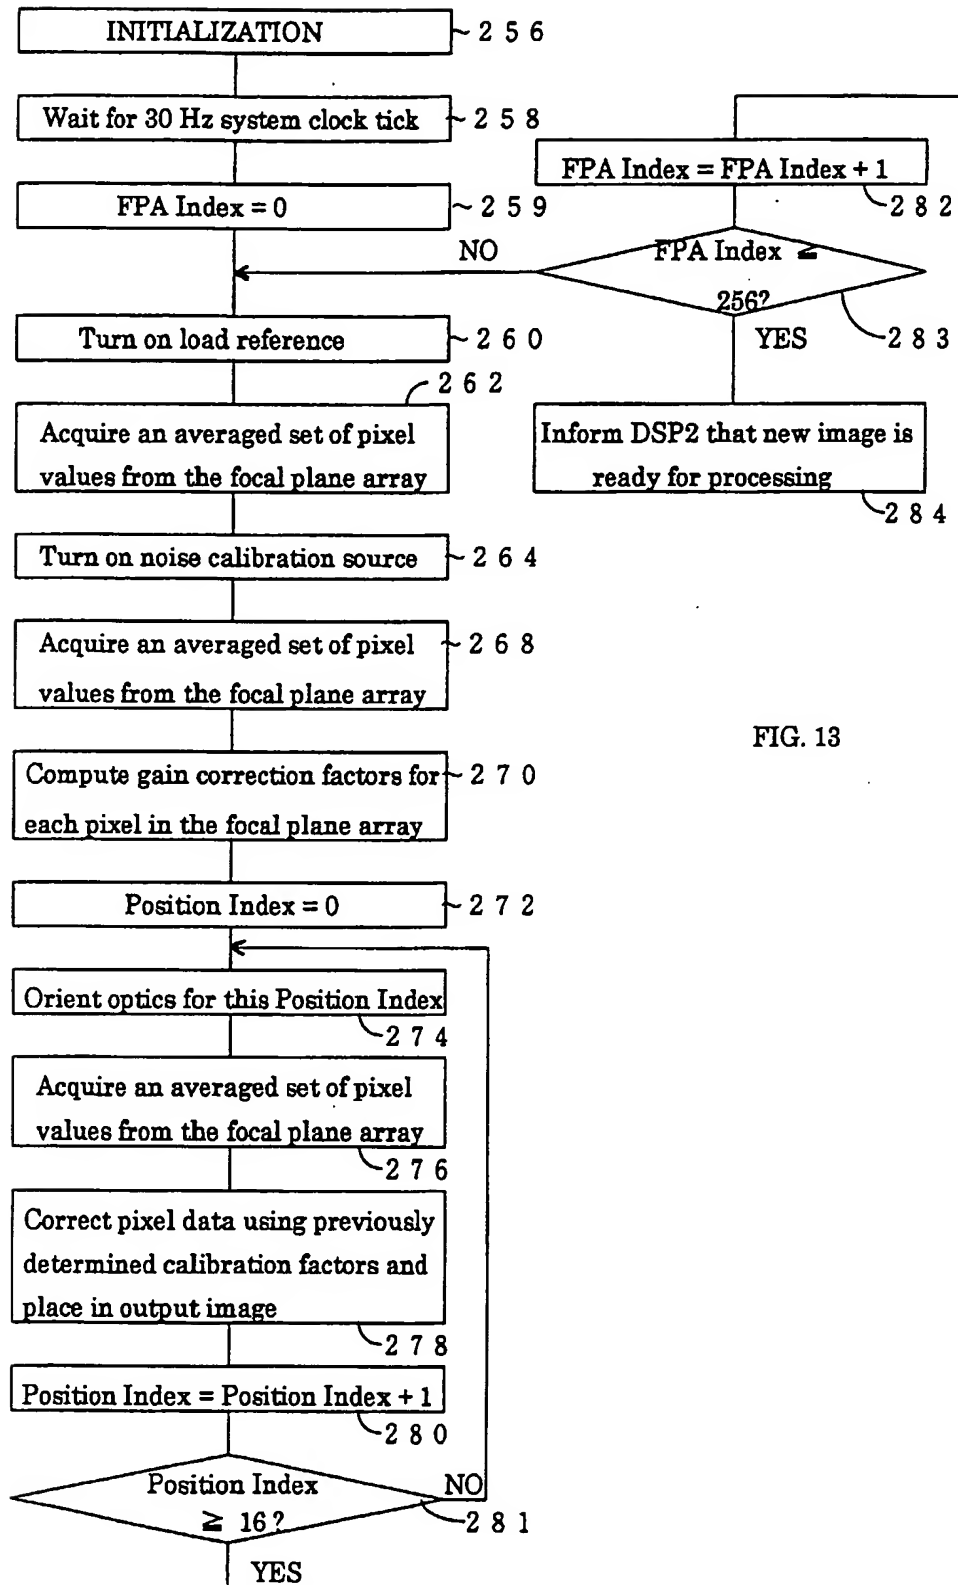 INITIALIZATION
256
Wait for 30 Hz system clock tick
258
FPA Index = 0
259
Turn on load reference
260
262
Acquire an averaged set of pixel
values from the focal plane array
Turn on noise calibration source
264
Acquire an averaged set of pixel
values from the focal plane array
268
Compute gain correction factors for
each pixel in the focal plane array
270
Position Index = 0
272
Orient optics for this Position Index
274
Acquire an averaged set of pixel
values from the focal plane array
276
Correct pixel data using previously
determined calibration factors and
place in output image
278
Position Index = Position Index + 1
280
Position Index
≧ 16?
NO
281
YES
FPA Index = FPA Index + 1
282
FPA Index ≧
256?
NO
283
YES
Inform DSP2 that new image is
ready for processing
284
FIG. 13